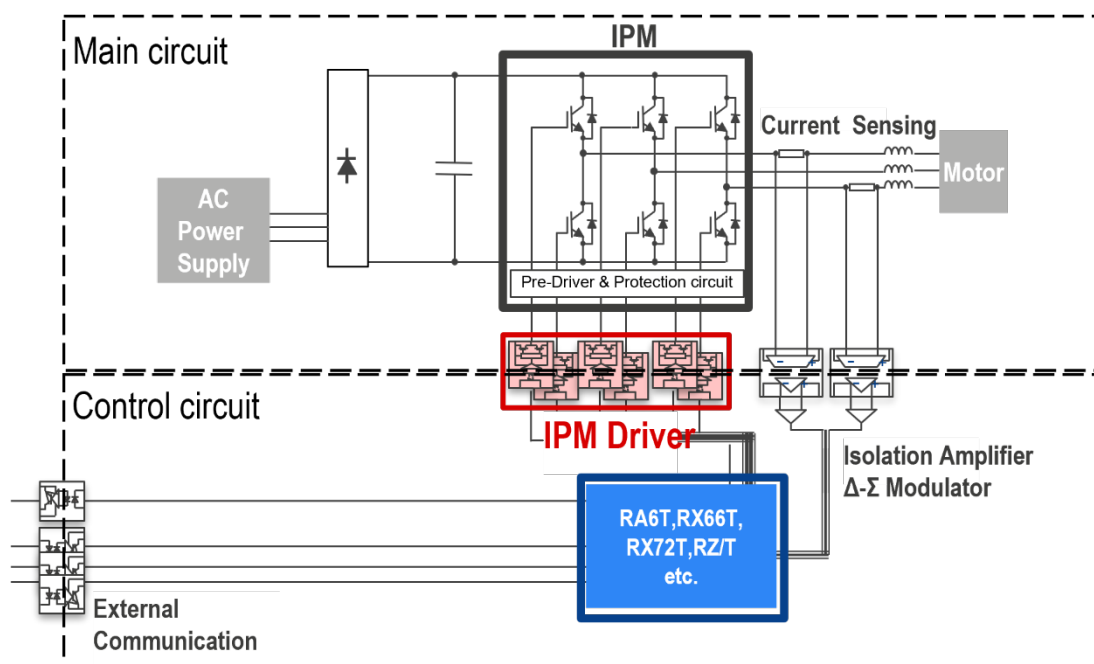 Main circuit
IPM
Current Sensing
Motor
AC
Power
Supply
Pre-Driver & Protection circuit
Control circuit
IPM Driver
Isolation Amplifier
Δ-Σ Modulator
RA6T,RX66T,
RX72T,RZ/T
etc.
External
Communication